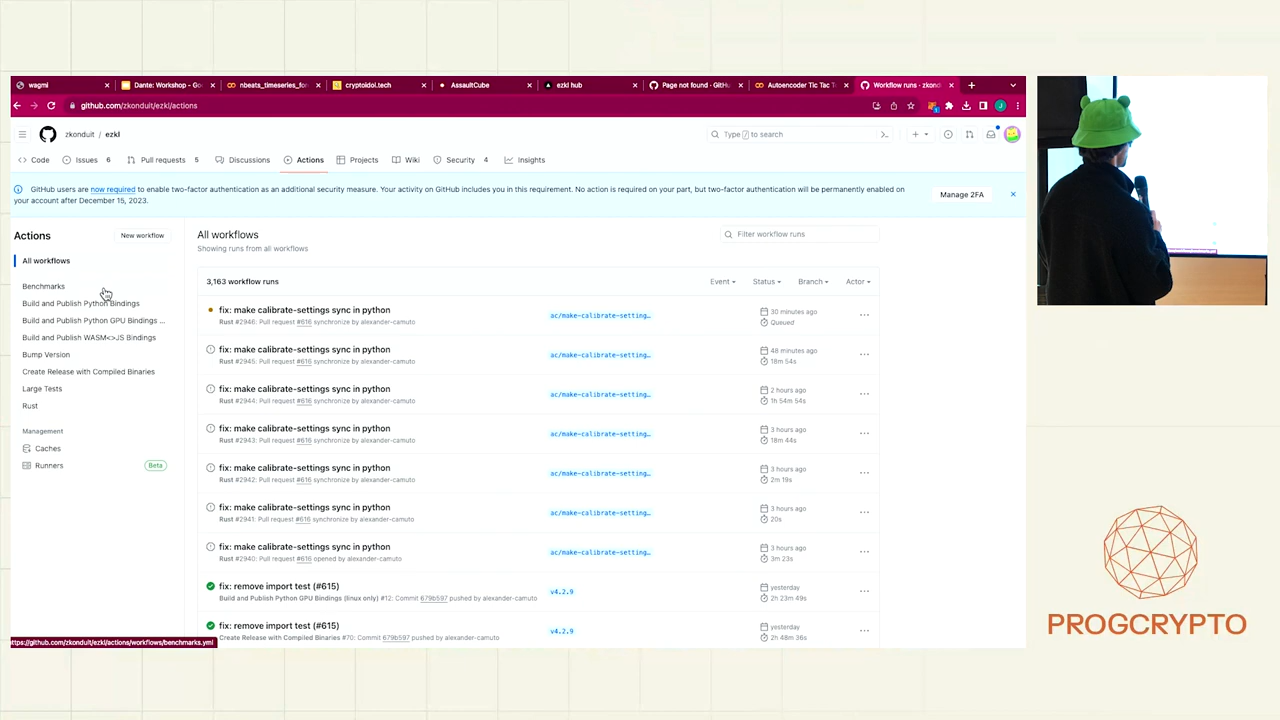 wagmi
Dante: Workshop - Go
nbeats_timeseries_for
cryptoidol.tech
AssaultCube
ezkl hub
Page not found · GitH
Autoencoder Tic Tac T
Workflow runs · zkond
github.com/zkonduit/ezkl/actions
zkonduit / ezkl
Type / to search
Code
Issues 6
Pull requests 5
Discussions
Actions
Projects
Wiki
Security 4
Insights
GitHub users are now required to enable two-factor authentication as an additional security measure. Your activity on GitHub includes you in this requirement. No action is required on your part, but two-factor authentication will be permanently enabled on
your account after December 15, 2023.
Manage 2FA
Actions
New workflow
All workflows
Benchmarks
Build and Publish Python Bindings
Build and Publish Python GPU Bindings ...
Build and Publish WASM<>JS Bindings
Bump Version
Create Release with Compiled Binaries
Large Tests
Rust
Management
Caches
Runners Beta
All workflows
Showing runs from all workflows
Filter workflow runs
3,163 workflow runs
Event
Status
Branch
Actor
fix: make calibrate-settings sync in python
Rust #2946: Pull request #616 synchronize by alexander-camuto
ac/make-calibrate-setting…
30 minutes ago
Queued
fix: make calibrate-settings sync in python
Rust #2945: Pull request #616 synchronize by alexander-camuto
ac/make-calibrate-setting…
48 minutes ago
18m 54s
fix: make calibrate-settings sync in python
Rust #2944: Pull request #616 synchronize by alexander-camuto
ac/make-calibrate-setting…
2 hours ago
1h 54m 54s
fix: make calibrate-settings sync in python
Rust #2943: Pull request #616 synchronize by alexander-camuto
ac/make-calibrate-setting…
3 hours ago
18m 44s
fix: make calibrate-settings sync in python
Rust #2942: Pull request #616 synchronize by alexander-camuto
ac/make-calibrate-setting…
3 hours ago
2m 19s
fix: make calibrate-settings sync in python
Rust #2941: Pull request #616 synchronize by alexander-camuto
ac/make-calibrate-setting…
3 hours ago
20s
fix: make calibrate-settings sync in python
Rust #2940: Pull request #616 opened by alexander-camuto
ac/make-calibrate-setting…
3 hours ago
3m 23s
fix: remove import test (#615)
Build and Publish Python GPU Bindings (linux only) #12: Commit 679b597 pushed by alexander-camuto
v4.2.9
yesterday
2h 23m 49s
fix: remove import test (#615)
Create Release with Compiled Binaries #70: Commit 679b597 pushed by alexander-camuto
v4.2.9
yesterday
2h 48m 36s
https://github.com/zkonduit/ezkl/actions/workflows/benchmarks.yml
PROGCRYPTO